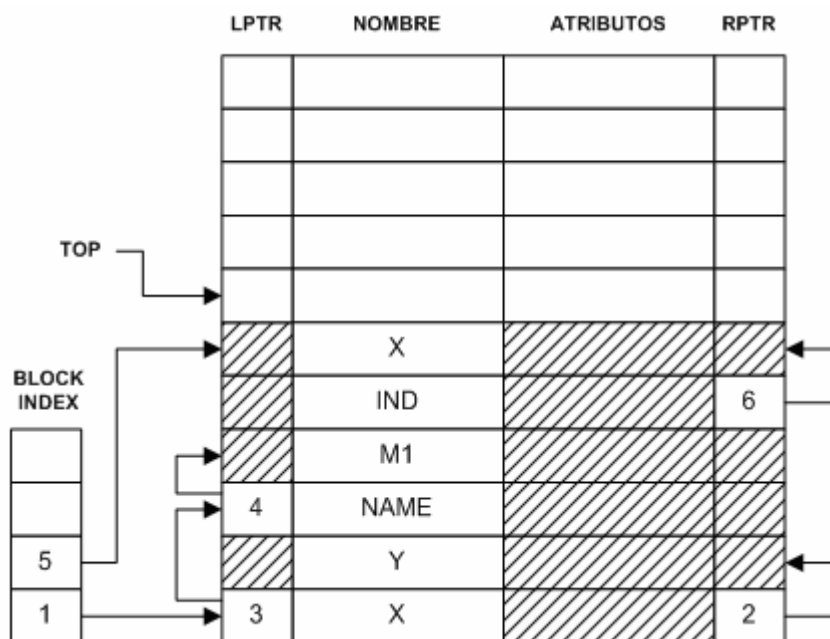 LPTR NOMBRE ATRIBUTOS RPTR
TOP
X
BLOCK
INDEX
IND 6
M1
4 NAME
5 Y
1 3 X 2